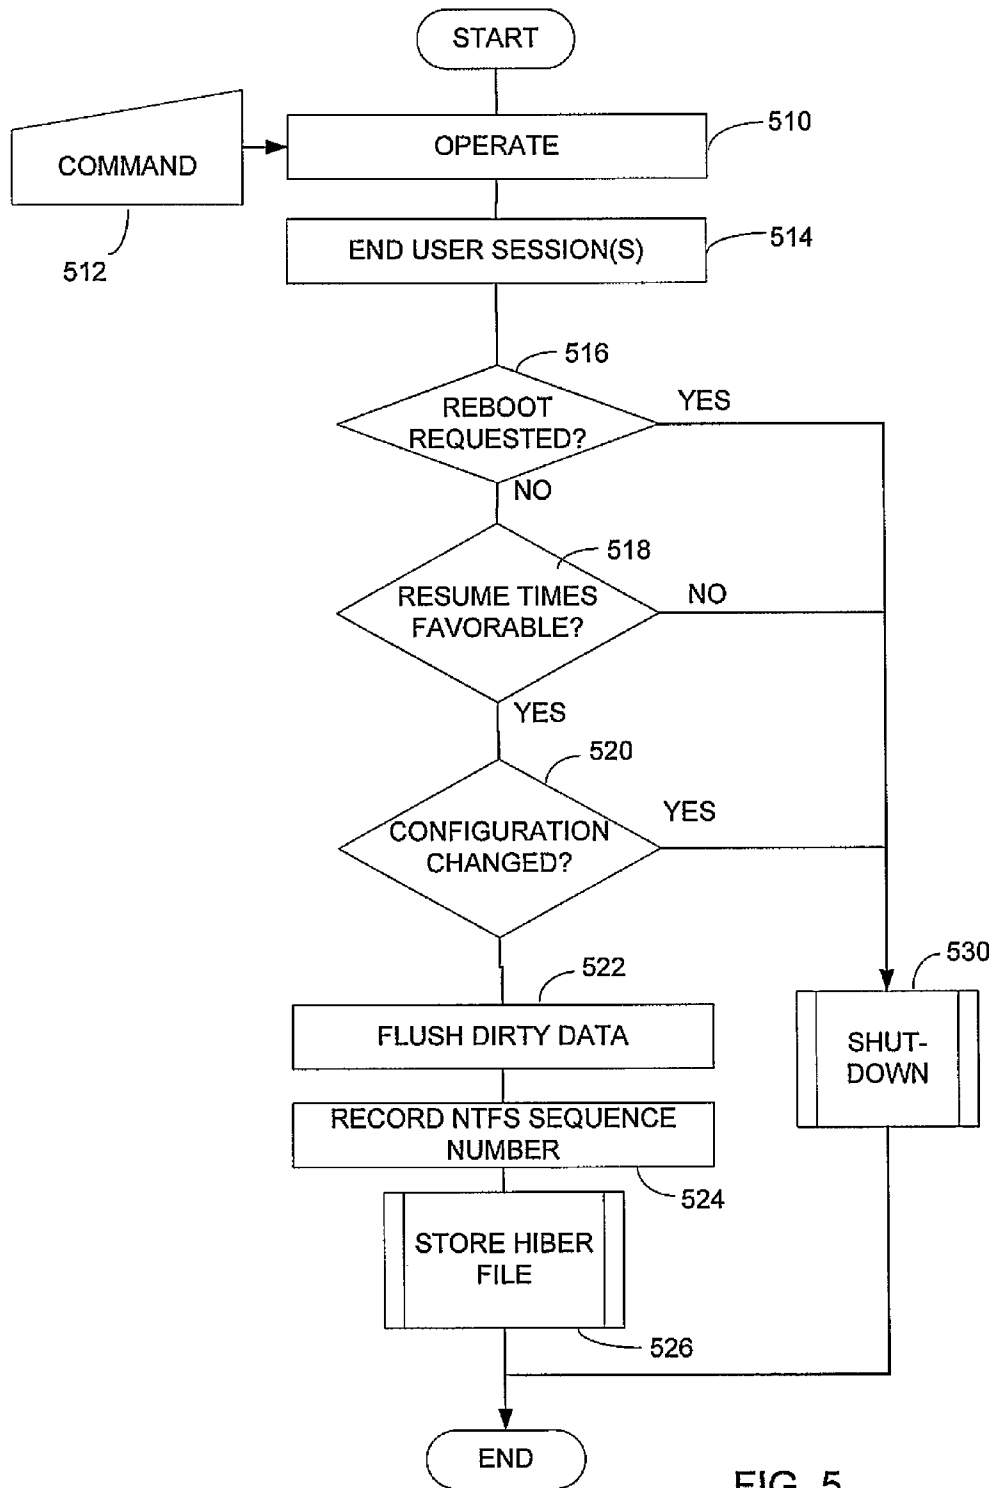 START
510
OPERATE
COMMAND
512
514
END USER SESSION(S)
516
REBOOT
REQUESTED?
YES
NO
518
RESUME TIMES
FAVORABLE?
NO
YES
520
CONFIGURATION
CHANGED?
YES
522
FLUSH DIRTY DATA
530
SHUT-
DOWN
RECORD NTFS SEQUENCE
NUMBER
524
STORE HIBER
FILE
526
END
FIG. 5